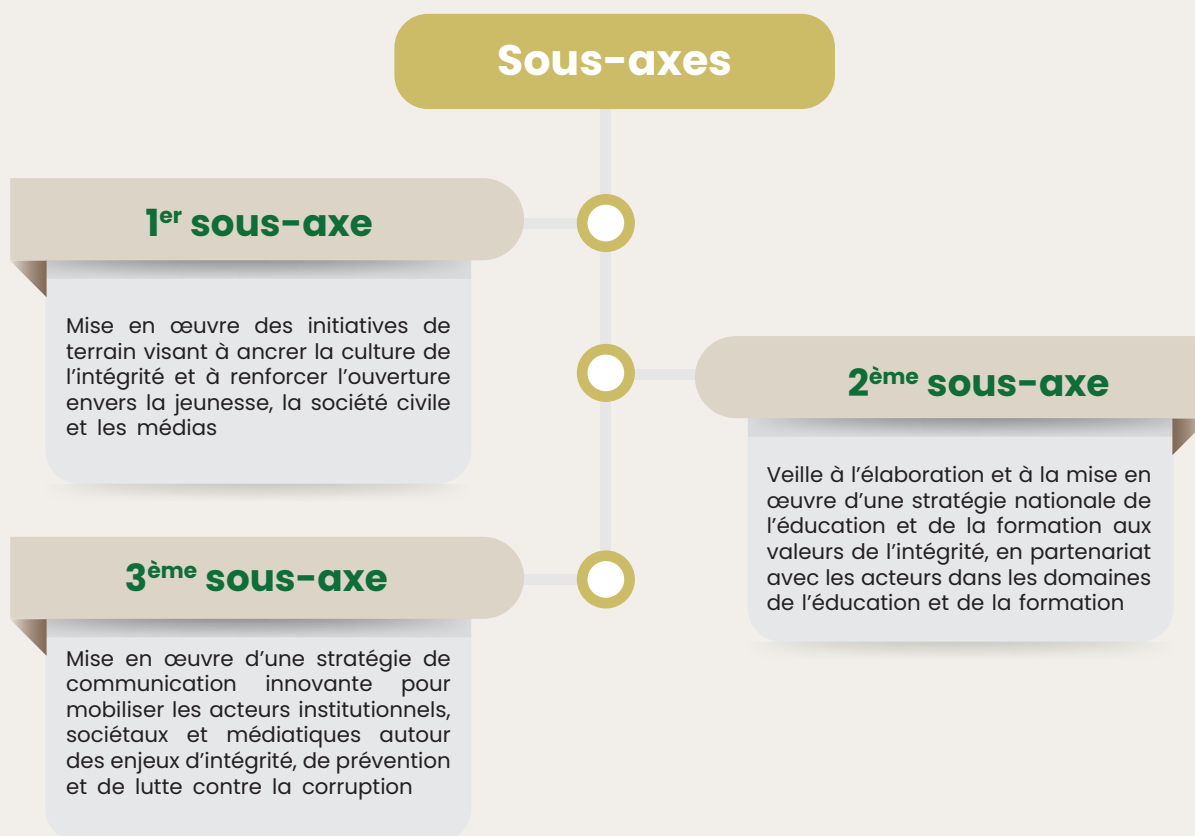 Sous-axes
1er sous-axe
Mise en œuvre des initiatives de
terrain visant à ancrer la culture de
l’intégrité et à renforcer l’ouverture
envers la jeunesse, la société civile
et les médias
2ème sous-axe
Veille à l’élaboration et à la mise en
œuvre d’une stratégie nationale de
l’éducation et de la formation aux
valeurs de l’intégrité, en partenariat
avec les acteurs dans les domaines
de l’éducation et de la formation
3ème sous-axe
Mise en œuvre d’une stratégie de
communication innovante pour
mobiliser les acteurs institutionnels,
sociétaux et médiatiques autour
des enjeux d’intégrité, de prévention
et de lutte contre la corruption